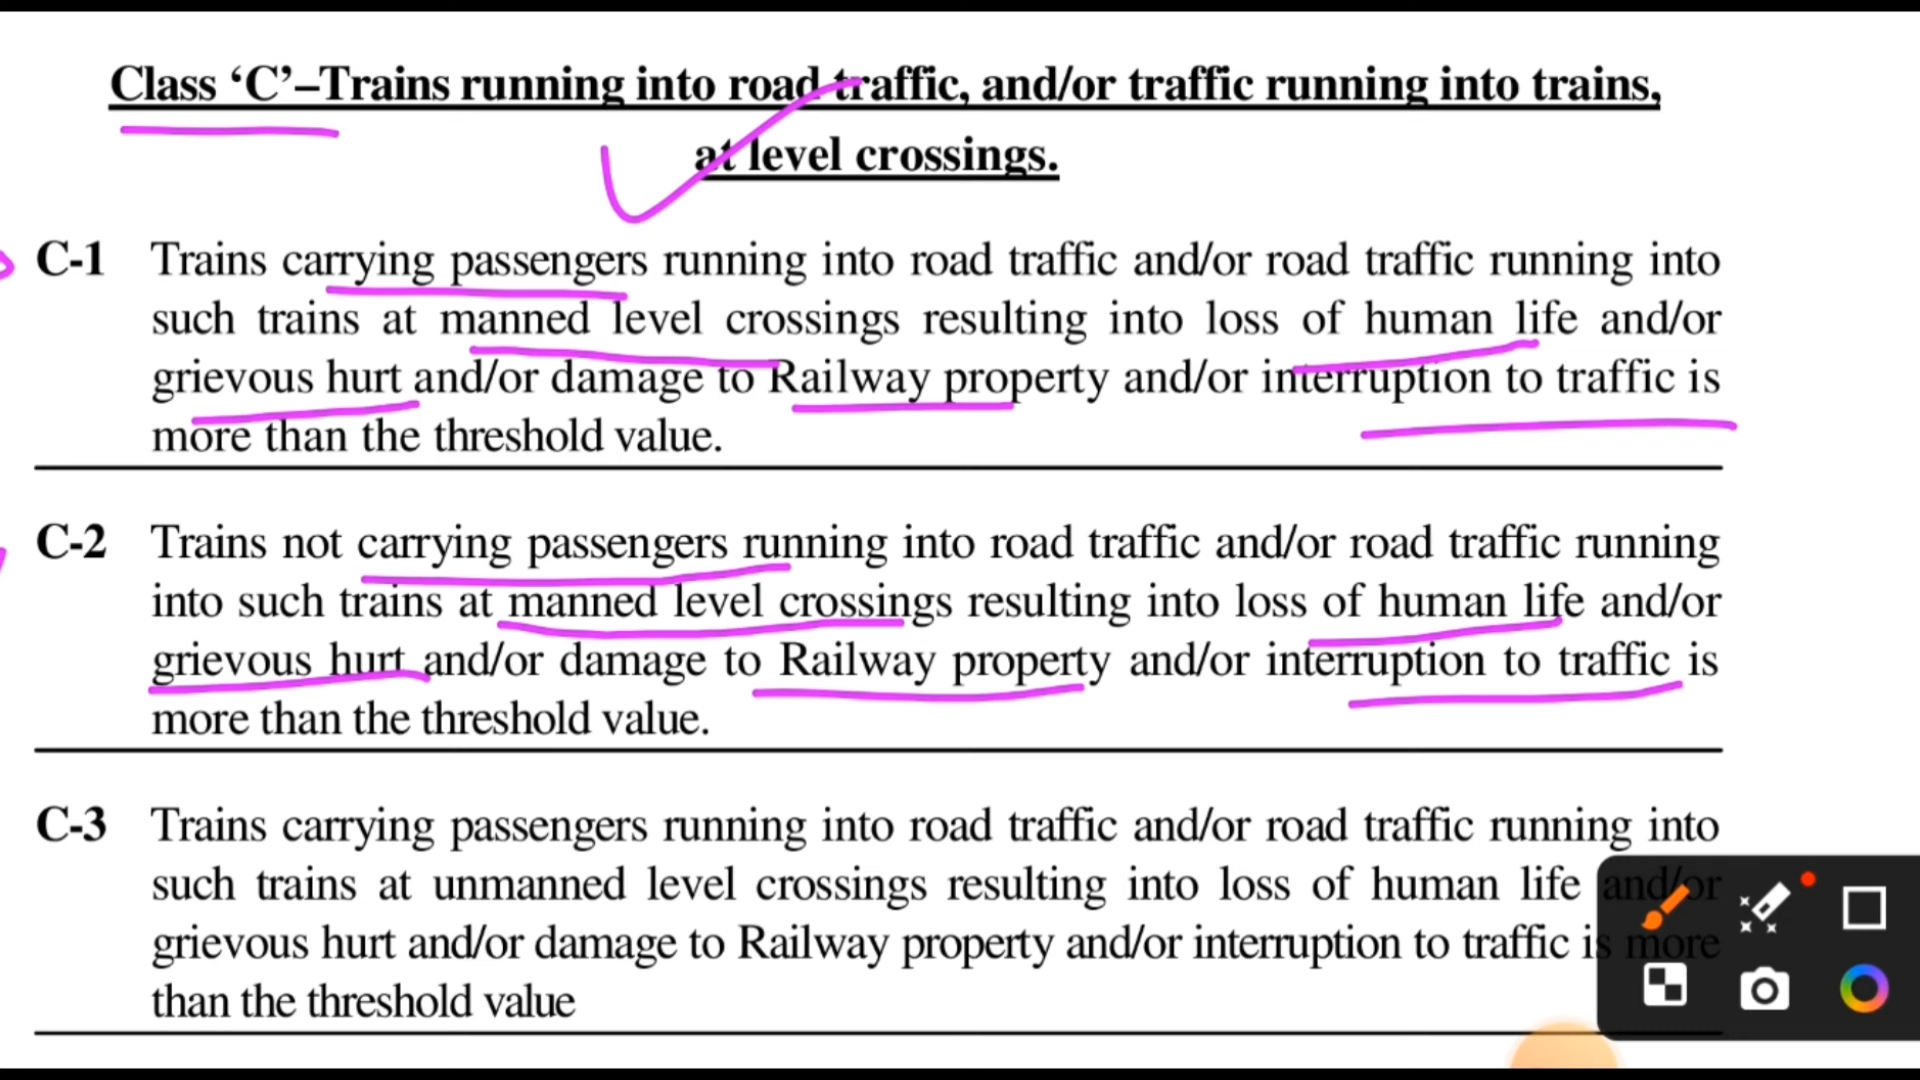 Class ‘C’–Trains running into road traffic, and/or traffic running into trains,
at level crossings.
C-1 Trains carrying passengers running into road traffic and/or road traffic running into
such trains at manned level crossings resulting into loss of human life and/or
grievous hurt and/or damage to Railway property and/or interruption to traffic is
more than the threshold value.
C-2 Trains not carrying passengers running into road traffic and/or road traffic running
into such trains at manned level crossings resulting into loss of human life and/or
grievous hurt and/or damage to Railway property and/or interruption to traffic is
more than the threshold value.
C-3 Trains carrying passengers running into road traffic and/or road traffic running into
such trains at unmanned level crossings resulting into loss of human life and/or
grievous hurt and/or damage to Railway property and/or interruption to traffic is more
than the threshold value